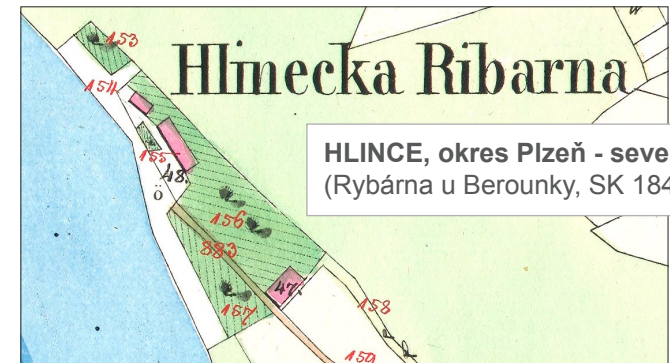 153
Hlinecka Ribarna
154
HLINCE, okres Plzeň - seve
(Rybárna u Berounky, SK 184
155
48.
ö
156
883
47.
157
158
159